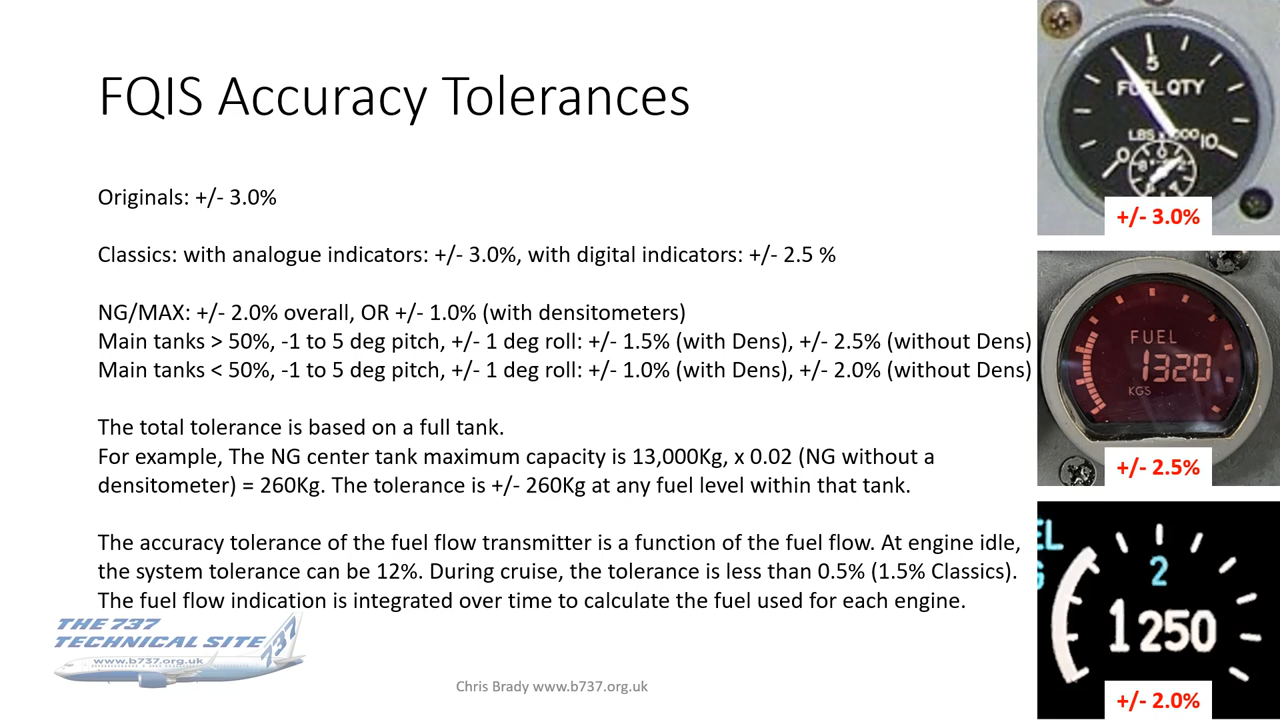 FQIS Accuracy Tolerances
Originals: +/- 3.0%
Classics: with analogue indicators: +/- 3.0%, with digital indicators: +/- 2.5 %
NG/MAX: +/- 2.0% overall, OR +/- 1.0% (with densitometers)
Main tanks > 50%, -1 to 5 deg pitch, +/- 1 deg roll: +/- 1.5% (with Dens), +/- 2.5% (without Dens)
Main tanks < 50%, -1 to 5 deg pitch, +/- 1 deg roll: +/- 1.0% (with Dens), +/- 2.0% (without Dens)
The total tolerance is based on a full tank.
For example, The NG center tank maximum capacity is 13,000Kg, x 0.02 (NG without a
densitometer) = 260Kg. The tolerance is +/- 260Kg at any fuel level within that tank.
The accuracy tolerance of the fuel flow transmitter is a function of the fuel flow. At engine idle,
the system tolerance can be 12%. During cruise, the tolerance is less than 0.5% (1.5% Classics).
The fuel flow indication is integrated over time to calculate the fuel used for each engine.
THE 737
TECHNICAL SITE
737
www.b737.org.uk
Chris Brady www.b737.org.uk
5
FUEL QTY
LBS x 1000
0
10
0
8
2
4
+/- 3.0%
FUEL
1320
KGS
+/- 2.5%
EL
G
2
1250
+/- 2.0%